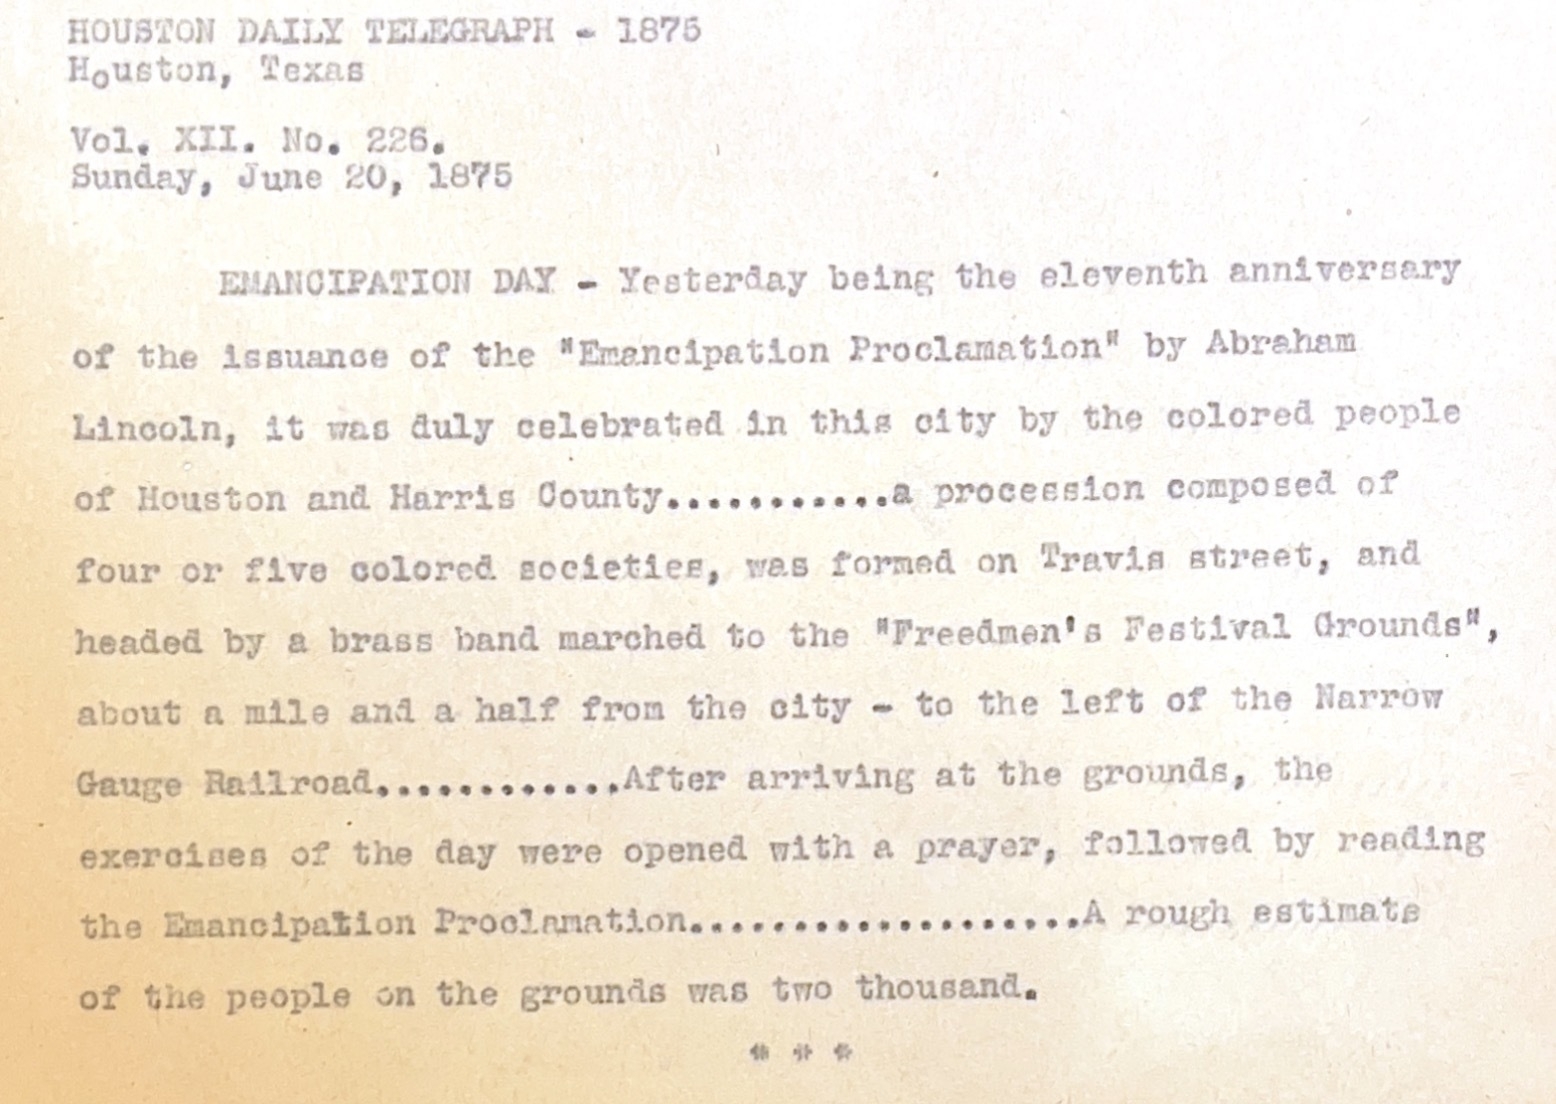 HOUSTON DAILY TELEGRAPH - 1875
Houston, Texas
Vol. XII. No. 226.
Sunday, June 20, 1875
EMANCIPATION DAY - Yesterday being the eleventh anniversary
of the issuance of the "Emancipation Proclamation" by Abraham
Lincoln, it was duly celebrated in this city by the colored people
of Houston and Harris County...........a procession composed of
four or five colored societies, was formed on Travis street, and
headed by a brass band marched to the "Freedmen's Festival Grounds",
about a mile and a half from the city - to the left of the Narrow
Gauge Railroad............After arriving at the grounds, the
exercises of the day were opened with a prayer, followed by reading
the Emancipation Proclamation...................A rough estimate
of the people on the grounds was two thousand.
* * *